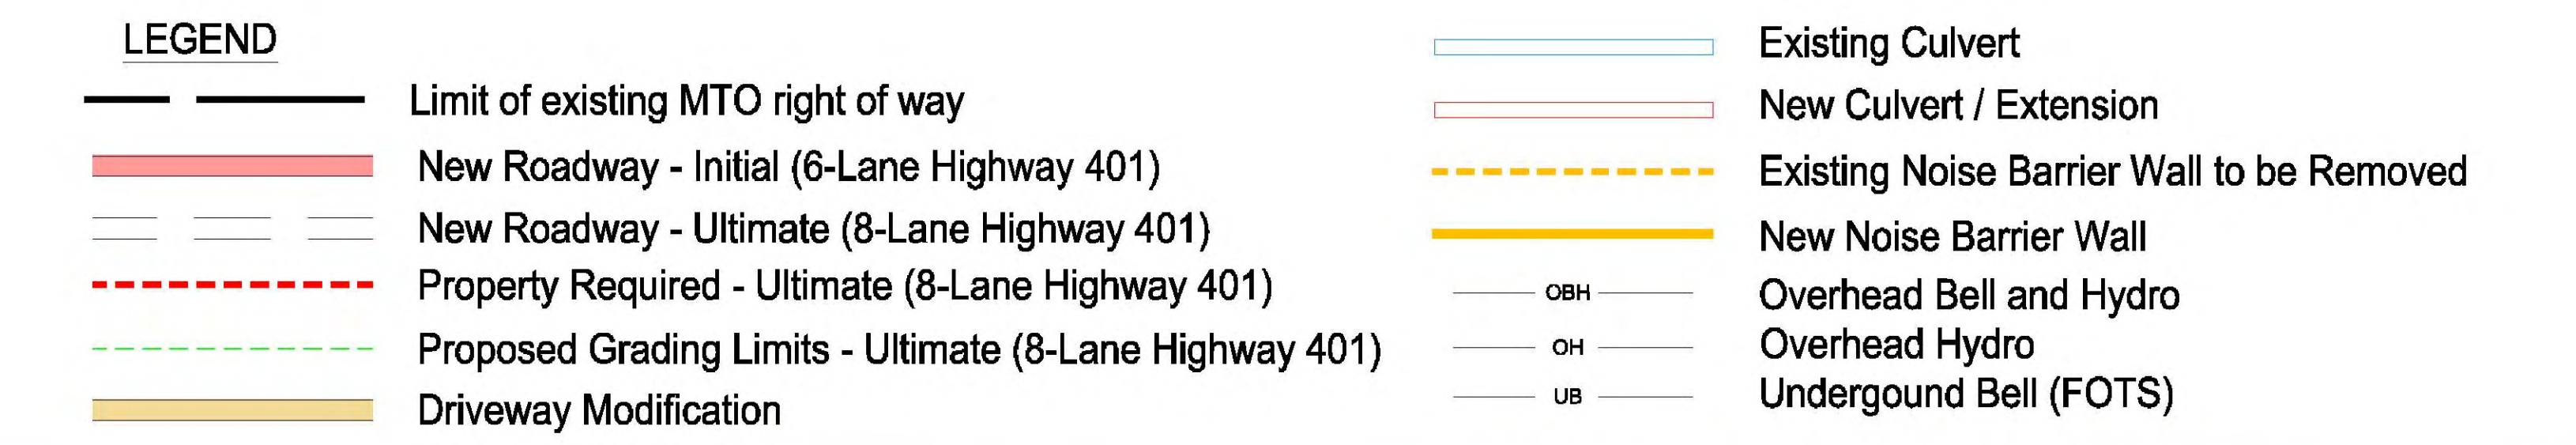 LEGEND
Limit of existing MTO right of way
New Roadway - Initial (6-Lane Highway 401)
New Roadway - Ultimate (8-Lane Highway 401)
Property Required - Ultimate (8-Lane Highway 401)
Proposed Grading Limits - Ultimate (8-Lane Highway 401)
Driveway Modification
Existing Culvert
New Culvert / Extension
Existing Noise Barrier Wall to be Removed
New Noise Barrier Wall
OBH Overhead Bell and Hydro
OH Overhead Hydro
UB Undergound Bell (FOTS)